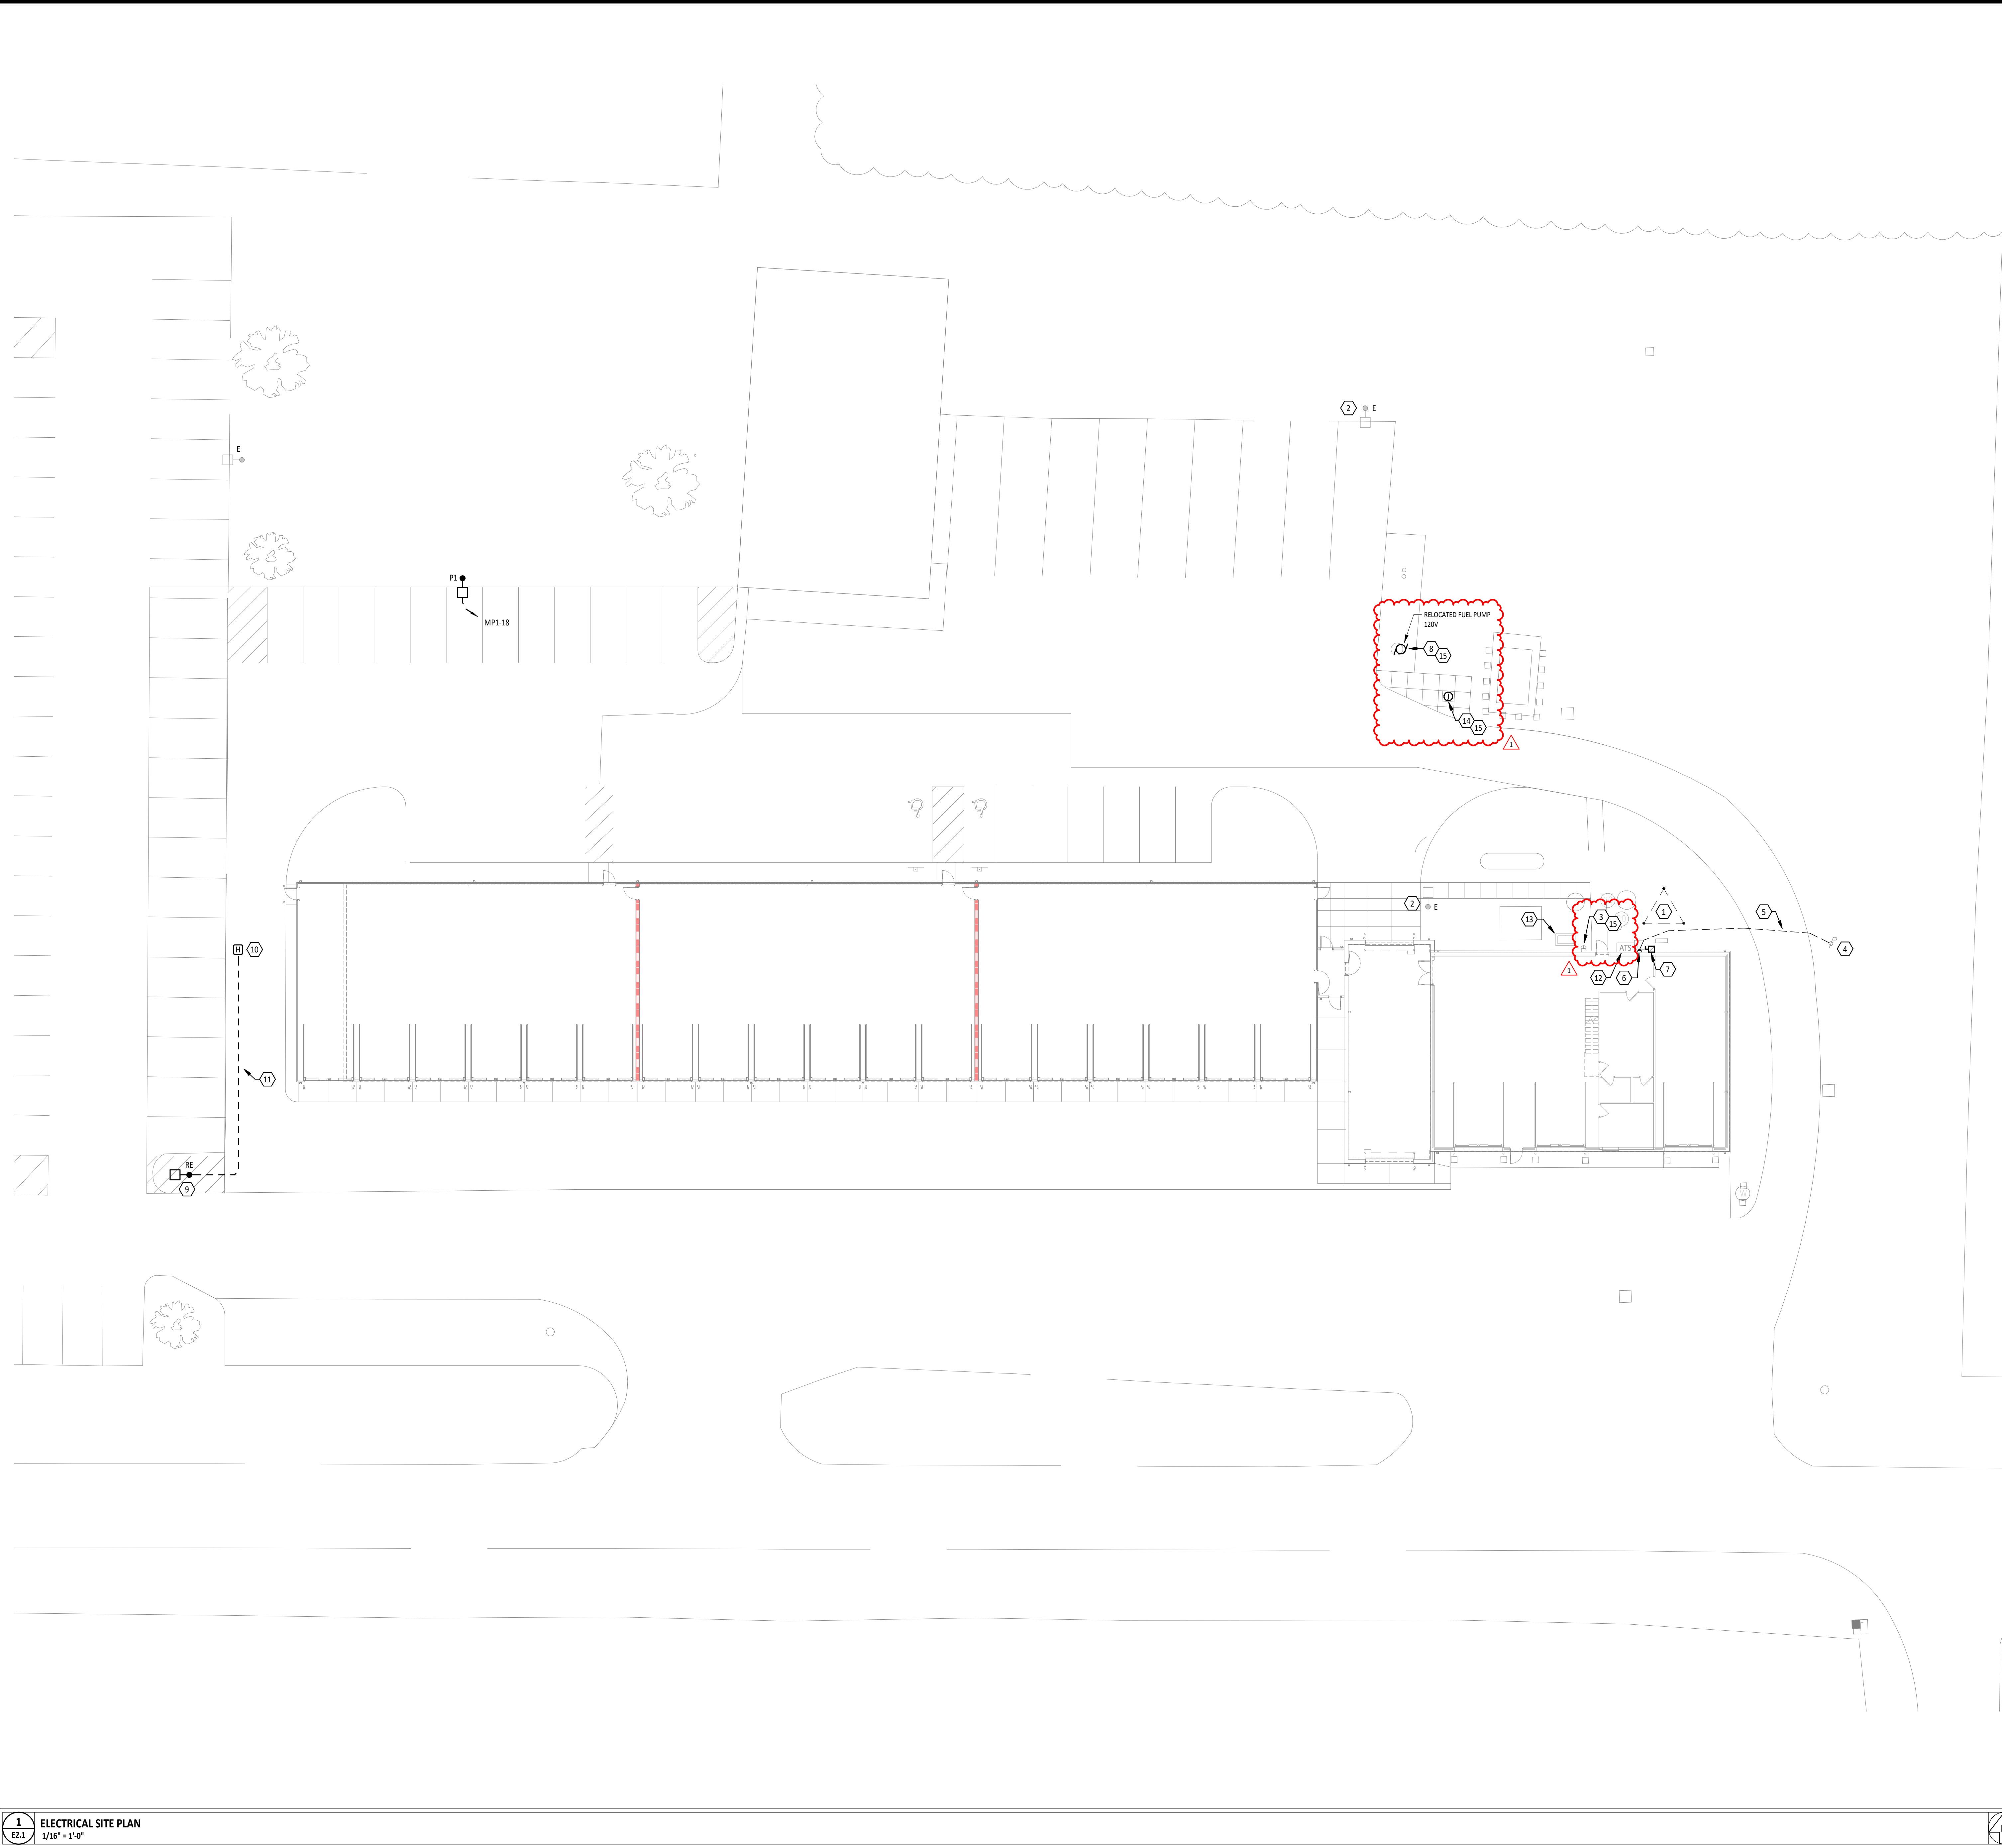 2 E
E
P1
MP1-18
RELOCATED FUEL PUMP
120V
8
15
J
14
15
1
2 E
13
3
15
1
5
4
ATS
1
12
6
7
H 10
11
RE
9
1
E2.1
ELECTRICAL SITE PLAN
1/16" = 1'-0"